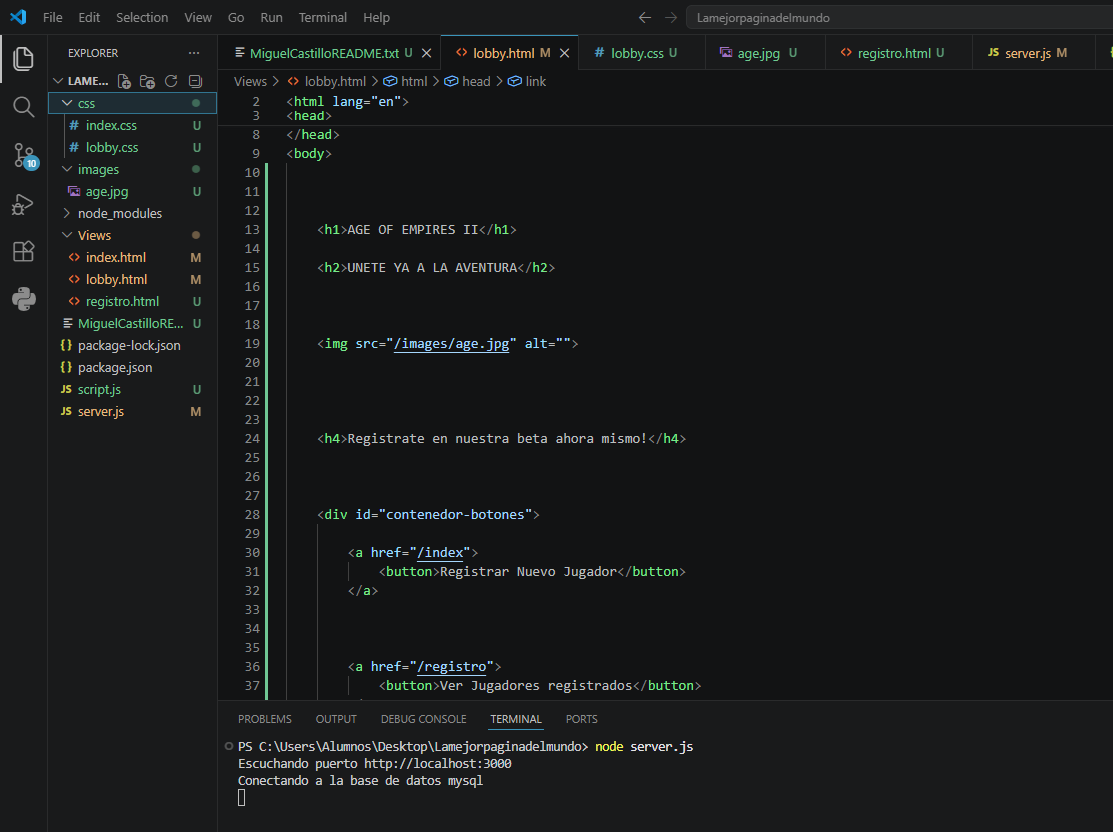 File Edit Selection View Go Run Terminal Help
Lamejorpaginadelmundo
EXPLORER ...
LAME...
css
# index.css U
# lobby.css U
images
age.jpg U
node_modules
Views
<> index.html M
<> lobby.html M
<> registro.html U
MiguelCastilloRE... U
{} package-lock.json
{} package.json
JS script.js U
JS server.js M
10
MiguelCastilloREADME.txt U
<> lobby.html M
# lobby.css U
age.jpg U
<> registro.html U
JS server.js M
Views > <> lobby.html > html > head > link
2 <html lang="en">
3 <head>
8 </head>
9 <body>
10
11
12
13 <h1>AGE OF EMPIRES II</h1>
14
15 <h2>UNETE YA A LA AVENTURA</h2>
16
17
18
19 <img src="/images/age.jpg" alt="">
20
21
22
23
24 <h4>Registrate en nuestra beta ahora mismo!</h4>
25
26
27
28 <div id="contenedor-botones">
29
30 <a href="/index">
31 <button>Registrar Nuevo Jugador</button>
32 </a>
33
34
35
36 <a href="/registro">
37 <button>Ver Jugadores registrados</button>
PROBLEMS OUTPUT DEBUG CONSOLE TERMINAL PORTS
PS C:\Users\Alumnos\Desktop\Lamejorpaginadelmundo> node server.js
Escuchando puerto http://localhost:3000
Conectando a la base de datos mysql